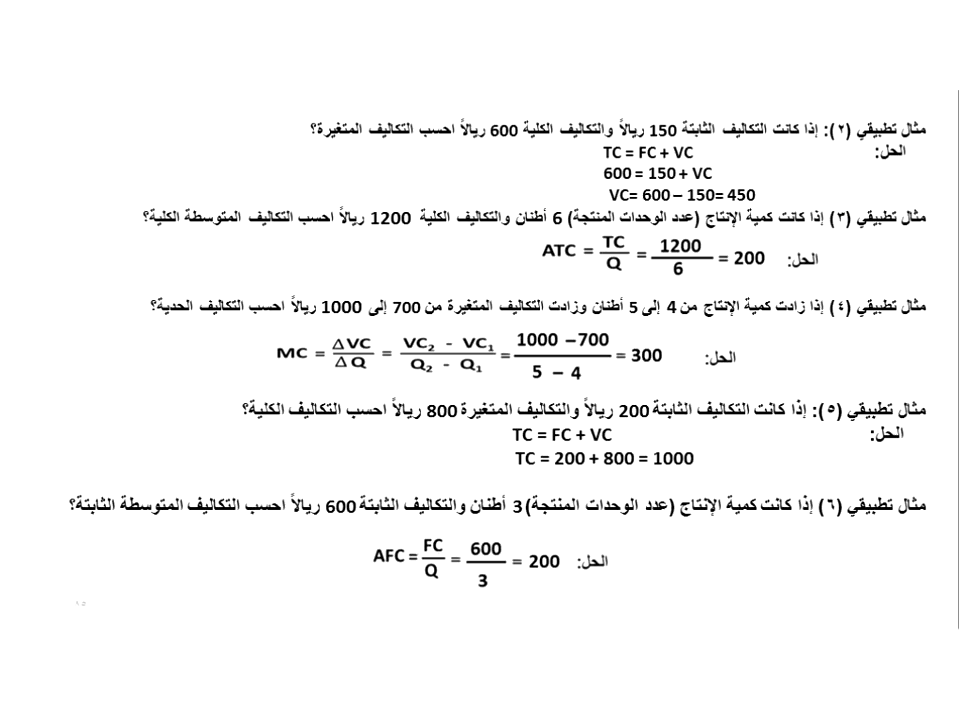 مثال تطبيقي (٢): إذا كانت التكاليف الثابتة 150 ريالاً والتكاليف الكلية 600 ريالاً احسب التكاليف المتغيرة؟
الحل: TC = FC + VC
600 = 150 + VC
VC= 600 – 150= 450
مثال تطبيقي (٣) إذا كانت كمية الإنتاج (عدد الوحدات المنتجة) 6 أطنان والتكاليف الكلية 1200 ريالاً احسب التكاليف المتوسطة الكلية؟
الحل: ATC = TC / Q = 1200 / 6 = 200
مثال تطبيقي (٤) إذا زادت كمية الإنتاج من 4 إلى 5 أطنان وزادت التكاليف المتغيرة من 700 إلى 1000 ريالاً احسب التكاليف الحدية؟
الحل: MC = ΔVC / ΔQ = VC₂ - VC₁ / Q₂ - Q₁ = 1000 –700 / 5 – 4 = 300
مثال تطبيقي (٥): إذا كانت التكاليف الثابتة 200 ريالاً والتكاليف المتغيرة 800 ريالاً احسب التكاليف الكلية؟
الحل: TC = FC + VC
TC = 200 + 800 = 1000
مثال تطبيقي (٦) إذا كانت كمية الإنتاج (عدد الوحدات المنتجة) 3 أطنان والتكاليف الثابتة 600 ريالاً احسب التكاليف المتوسطة الثابتة؟
الحل: AFC = FC / Q = 600 / 3 = 200